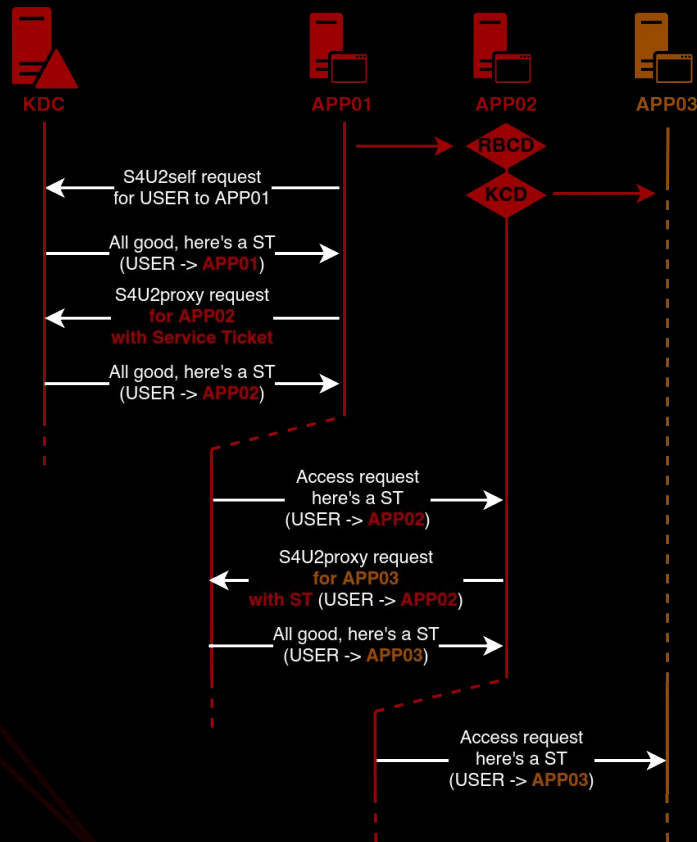 KDC
APP01
APP02
APP03
RBCD
KCD
S4U2self request
for USER to APP01
All good, here's a ST
(USER -> APP01)
S4U2proxy request
for APP02
with Service Ticket
All good, here's a ST
(USER -> APP02)
Access request
here's a ST
(USER -> APP02)
S4U2proxy request
for APP03
with ST (USER -> APP02)
All good, here's a ST
(USER -> APP03)
Access request
here's a ST
(USER -> APP03)